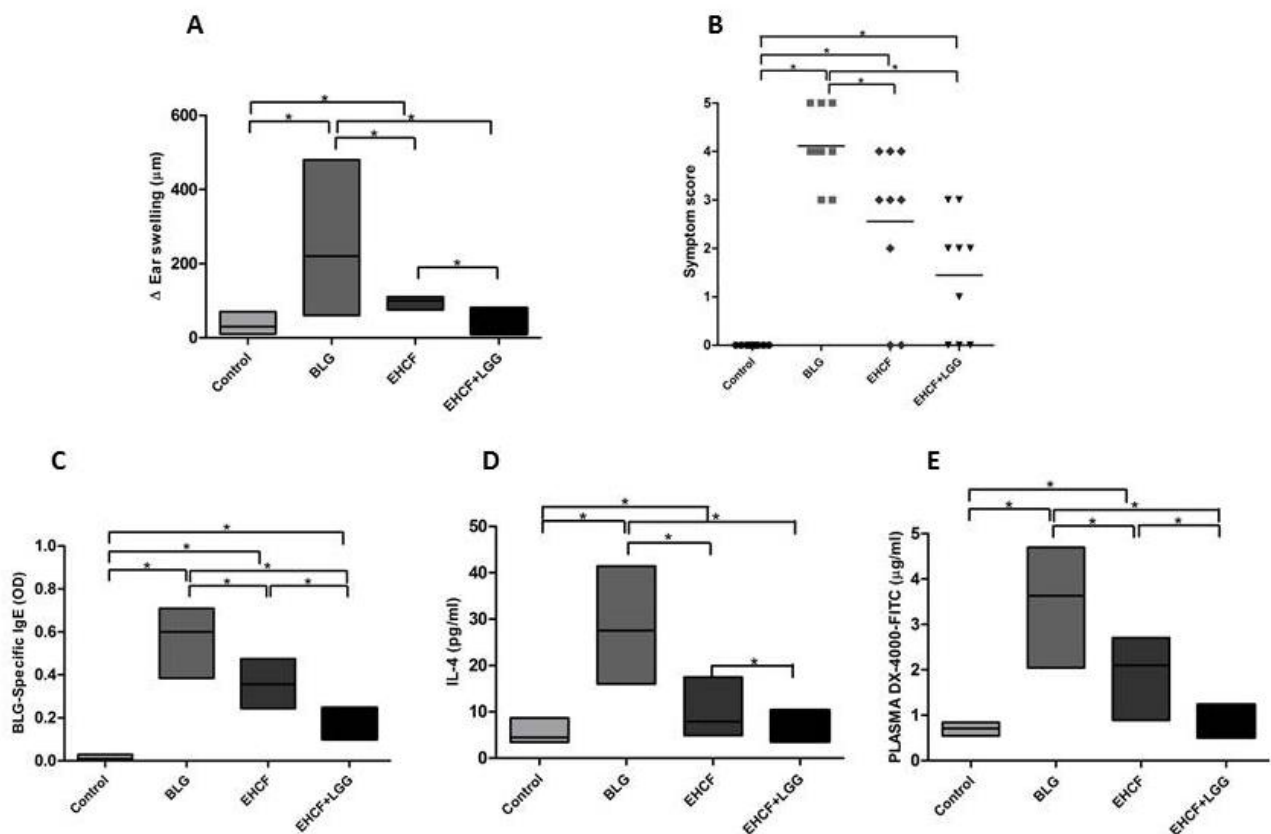 A
Δ Ear swelling (μm)
600
400
200
0
* * * * *
Control
BLG
EHCF
EHCF+LGG
B
Symptom score
5
4
3
2
1
0
* * * * *
Control
BLG
EHCF
EHCF+LGG
C
BLG-Specific IgE (OD)
1.0
0.8
0.6
0.4
0.2
0.0
* * * * * *
Control
BLG
EHCF
EHCF+LGG
D
IL-4 (pg/ml)
50
40
30
20
10
0
* * * * *
Control
BLG
EHCF
EHCF+LGG
E
PLASMA DX-4000-FITC (μg/ml)
5
4
3
2
1
0
* * * * *
Control
BLG
EHCF
EHCF+LGG